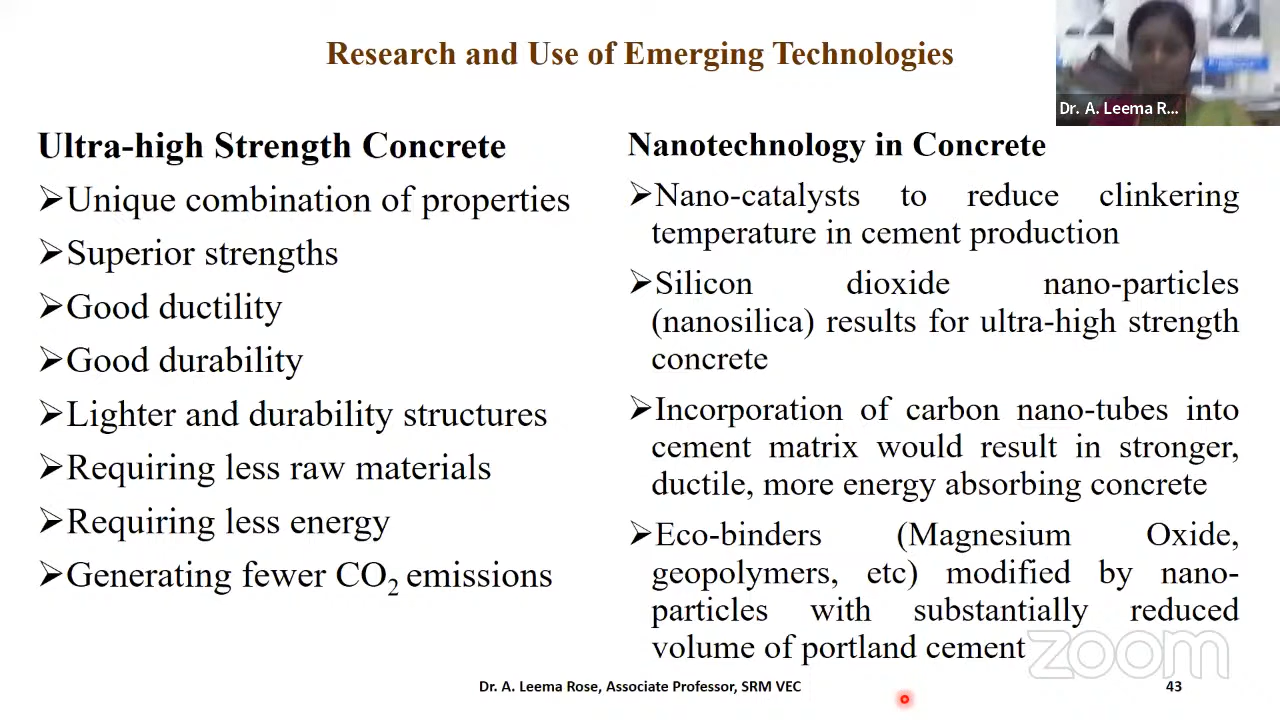 Research and Use of Emerging Technologies
Dr. A. Leema R...
Ultra-high Strength Concrete
➢Unique combination of properties
➢Superior strengths
➢Good ductility
➢Good durability
➢Lighter and durability structures
➢Requiring less raw materials
➢Requiring less energy
➢Generating fewer CO2 emissions
Nanotechnology in Concrete
➢Nano-catalysts to reduce clinkering
temperature in cement production
➢Silicon dioxide nano-particles
(nanosilica) results for ultra-high strength
concrete
➢Incorporation of carbon nano-tubes into
cement matrix would result in stronger,
ductile, more energy absorbing concrete
➢Eco-binders (Magnesium Oxide,
geopolymers, etc) modified by nano-
particles with substantially reduced
volume of portland cement
zoom
Dr. A. Leema Rose, Associate Professor, SRM VEC
43